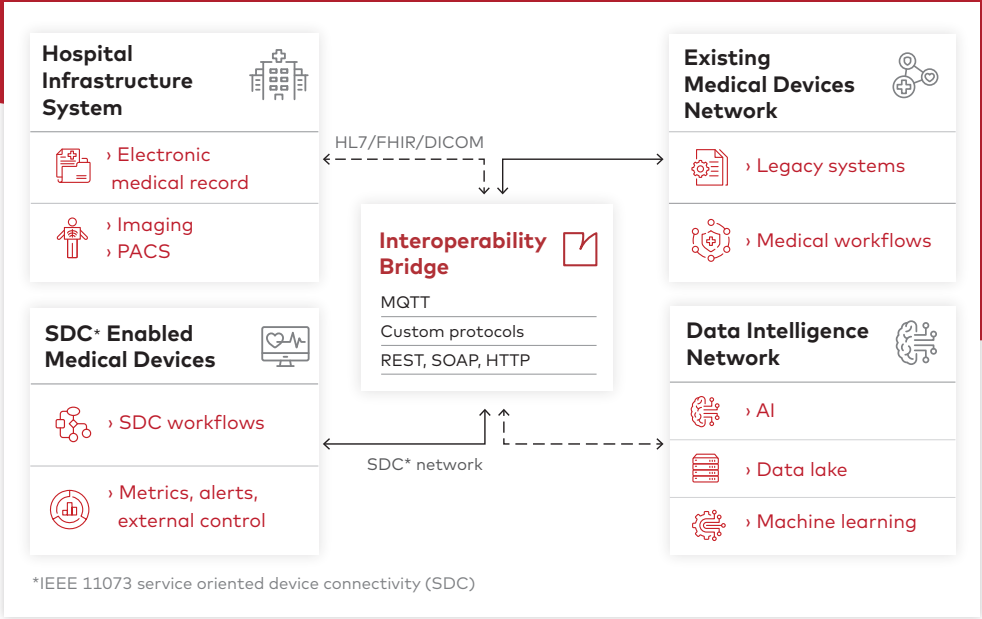 Hospital
Infrastructure
System
› Electronic
medical record
› Imaging
› PACS
HL7/FHIR/DICOM
Existing
Medical Devices
Network
› Legacy systems
› Medical workflows
Interoperability
Bridge
MQTT
Custom protocols
REST, SOAP, HTTP
SDC* Enabled
Medical Devices
› SDC workflows
› Metrics, alerts,
external control
SDC* network
Data Intelligence
Network
› AI
› Data lake
› Machine learning
*IEEE 11073 service oriented device connectivity (SDC)